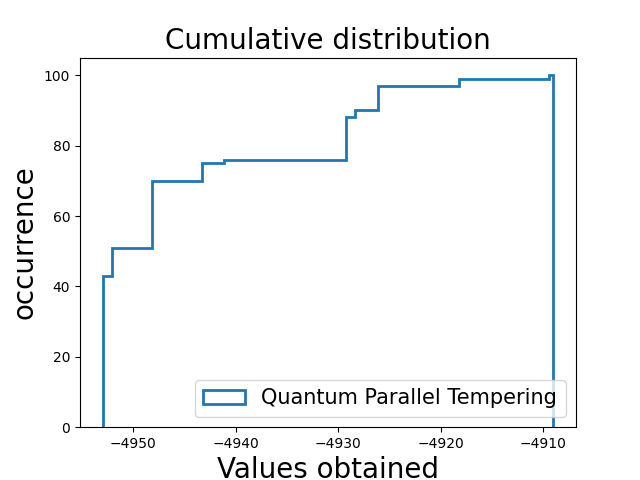 Cumulative distribution
100
80
60
40
20
0
occurrence
Quantum Parallel Tempering
−4950 −4940 −4930 −4920 −4910
Values obtained